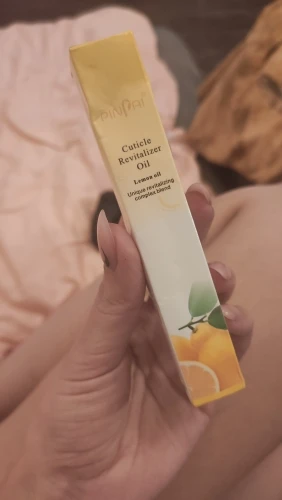 Cuticle
Revitalizer
Oil
Lemon oil
Unique revitalizing
complex blend